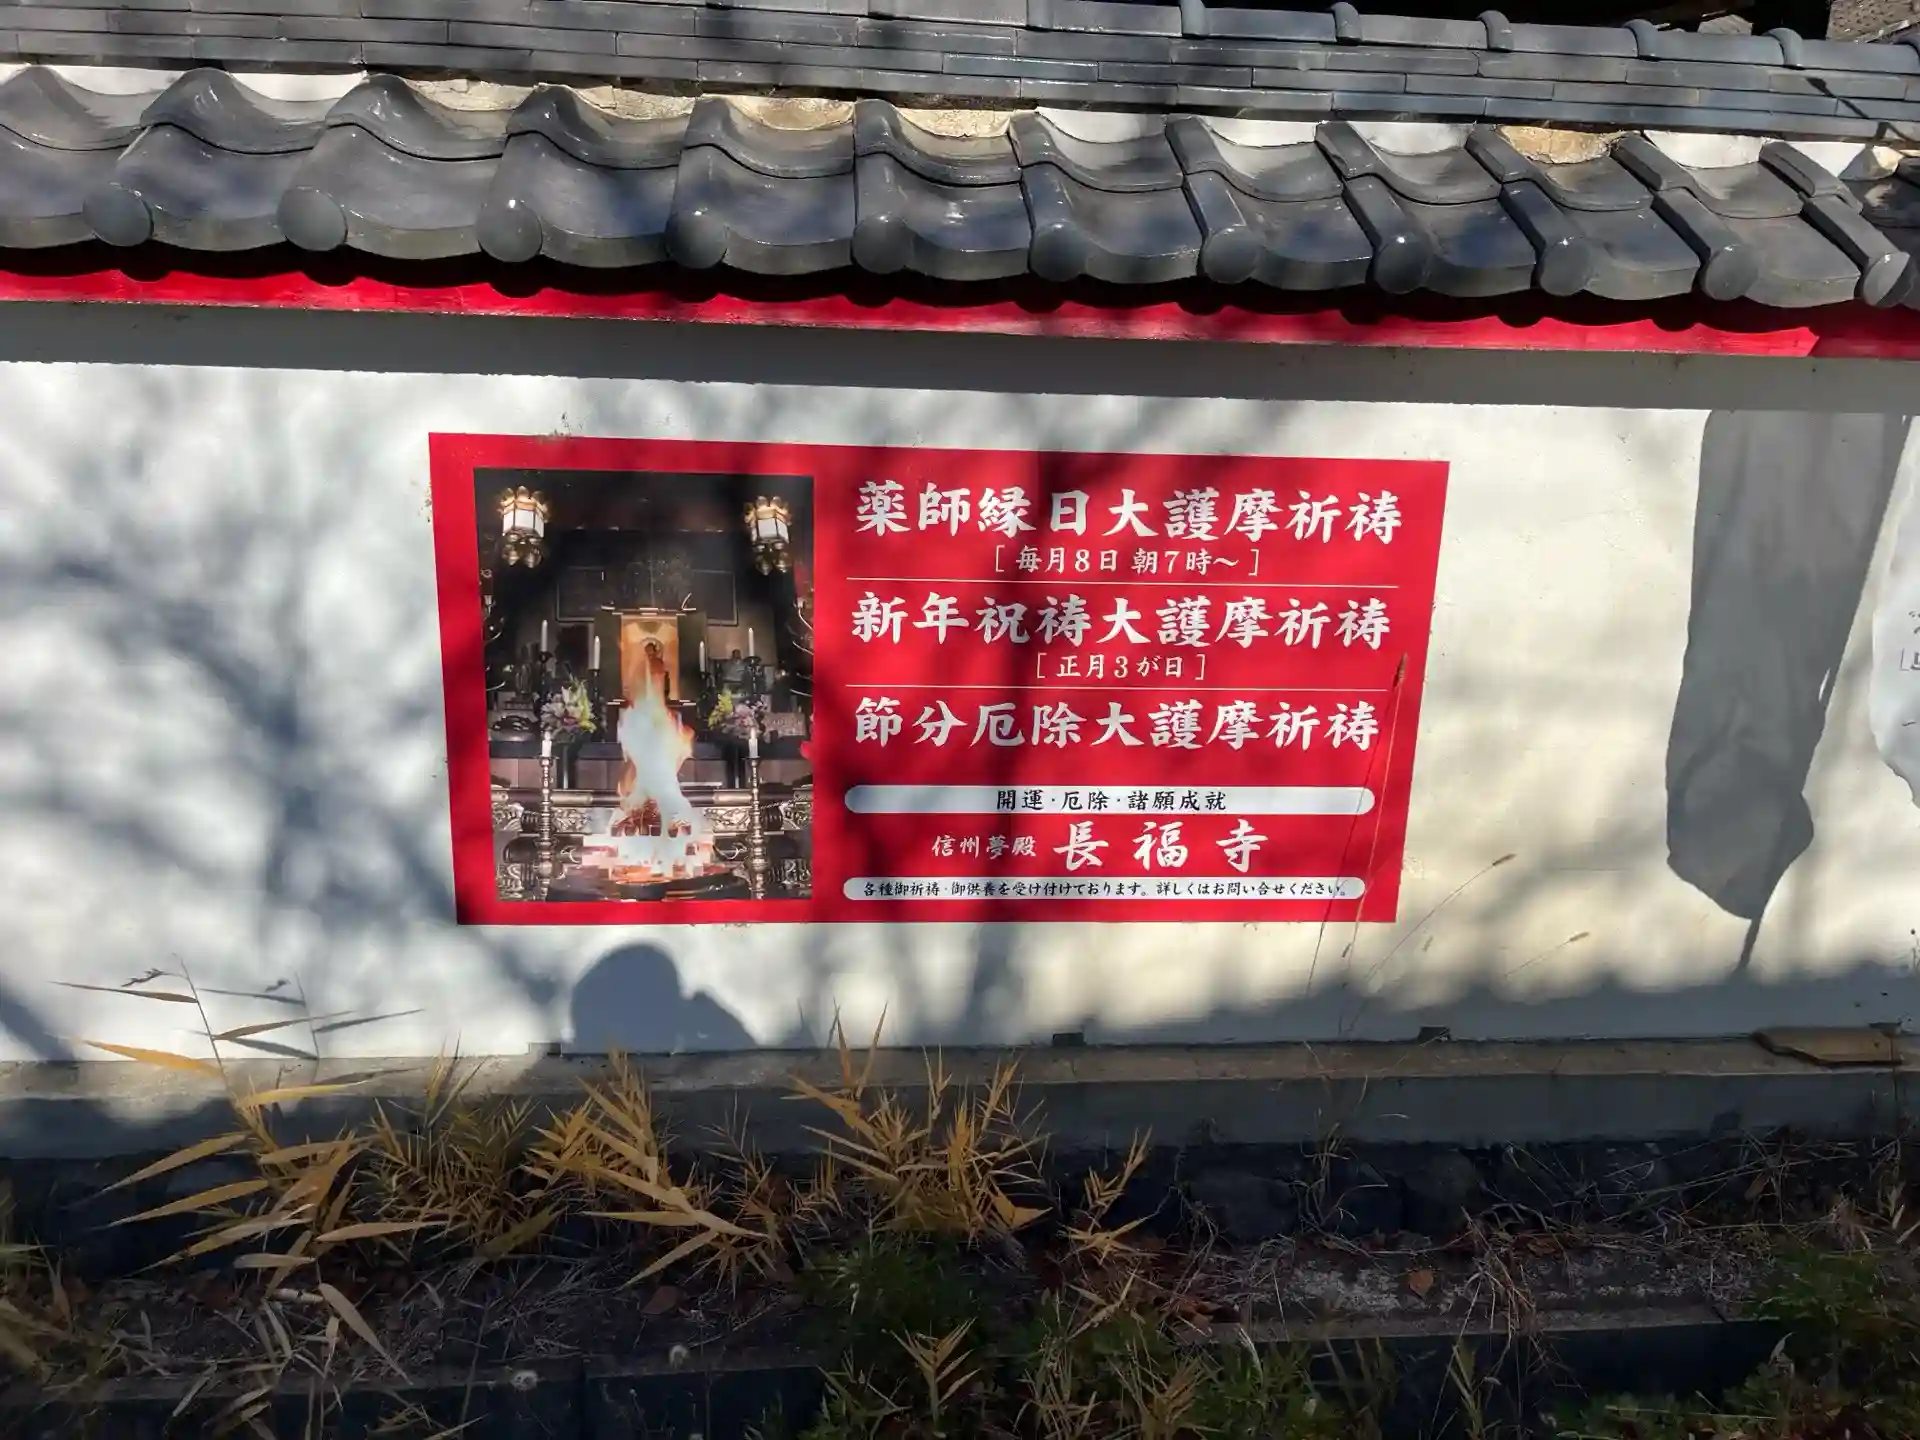 薬師縁日大護摩祈祷
［毎月8日 朝7時〜］
新年祝祷大護摩祈祷
［正月3が日］
節分厄除大護摩祈祷
開運·厄除·諸願成就
信州夢殿 長福寺
各種御祈祷·御供養を受け付けております。詳しくはお問い合せください。